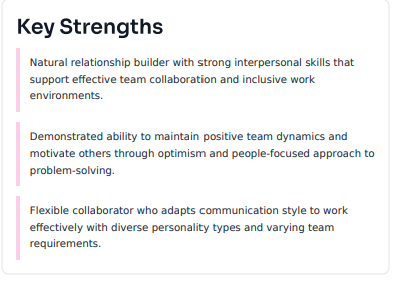 Key Strengths
Natural relationship builder with strong interpersonal skills that
support effective team collaboration and inclusive work
environments.
Demonstrated ability to maintain positive team dynamics and
motivate others through optimism and people-focused approach to
problem-solving.
Flexible collaborator who adapts communication style to work
effectively with diverse personality types and varying team
requirements.